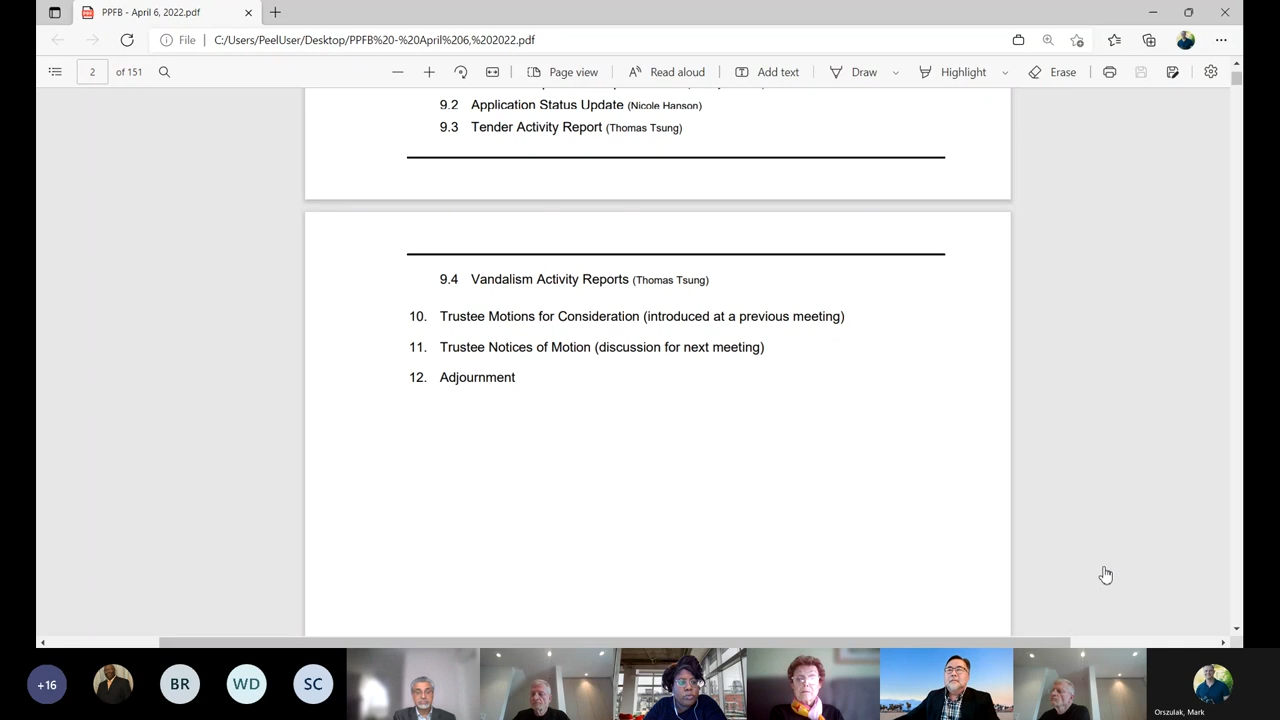 PPFB - April 6, 2022.pdf
File
C:/Users/PeelUser/Desktop/PPFB%20-%20April%206,%202022.pdf
2 of 151
Page view
Read aloud
Add text
Draw
Highlight
Erase
9.2 Application Status Update (Nicole Hanson)
9.3 Tender Activity Report (Thomas Tsung)
9.4 Vandalism Activity Reports (Thomas Tsung)
10. Trustee Motions for Consideration (introduced at a previous meeting)
11. Trustee Notices of Motion (discussion for next meeting)
12. Adjournment
+16
BR
WD
SC
Orszulak, Mark